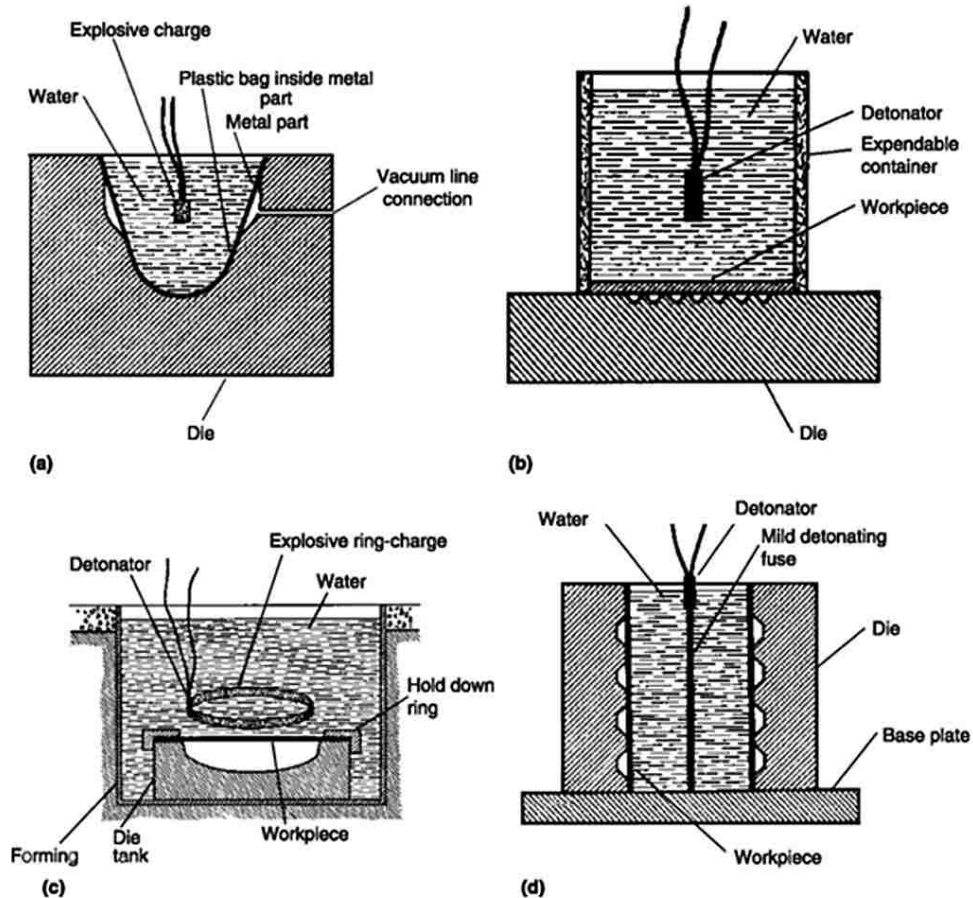 Explosive charge
Water
Plastic bag inside metal
part
Metal part
Vacuum line
connection
Die
(a)
Water
Detonator
Expendable
container
Workpiece
Die
(b)
Explosive ring-charge
Detonator
Water
Hold down
ring
Workpiece
Die
tank
Forming
(c)
Detonator
Water
Mild detonating
fuse
Die
Base plate
Workpiece
(d)